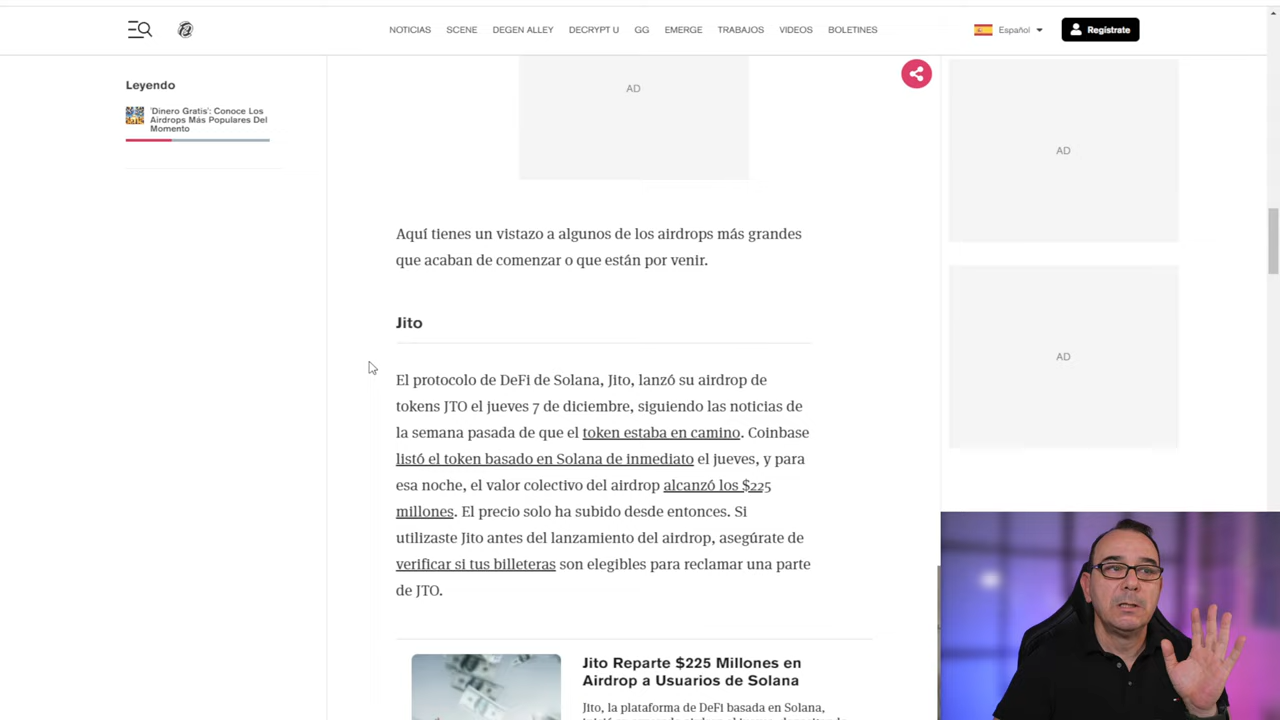 NOTICIAS SCENE DEGEN ALLEY DECRYPT U GG EMERGE TRABAJOS VIDEOS BOLETINES Español Regístrate
Leyendo
'Dinero Gratis': Conoce Los
Airdrops Más Populares Del
Momento
AD
AD
AD
Aquí tienes un vistazo a algunos de los airdrops más grandes
que acaban de comenzar o que están por venir.
Jito
El protocolo de DeFi de Solana, Jito, lanzó su airdrop de
tokens JTO el jueves 7 de diciembre, siguiendo las noticias de
la semana pasada de que el token estaba en camino. Coinbase
listó el token basado en Solana de inmediato el jueves, y para
esa noche, el valor colectivo del airdrop alcanzó los $225
millones. El precio solo ha subido desde entonces. Si
utilizaste Jito antes del lanzamiento del airdrop, asegúrate de
verificar si tus billeteras son elegibles para reclamar una parte
de JTO.
Jito Reparte $225 Millones en
Airdrop a Usuarios de Solana
Jito, la plataforma de DeFi basada en Solana,